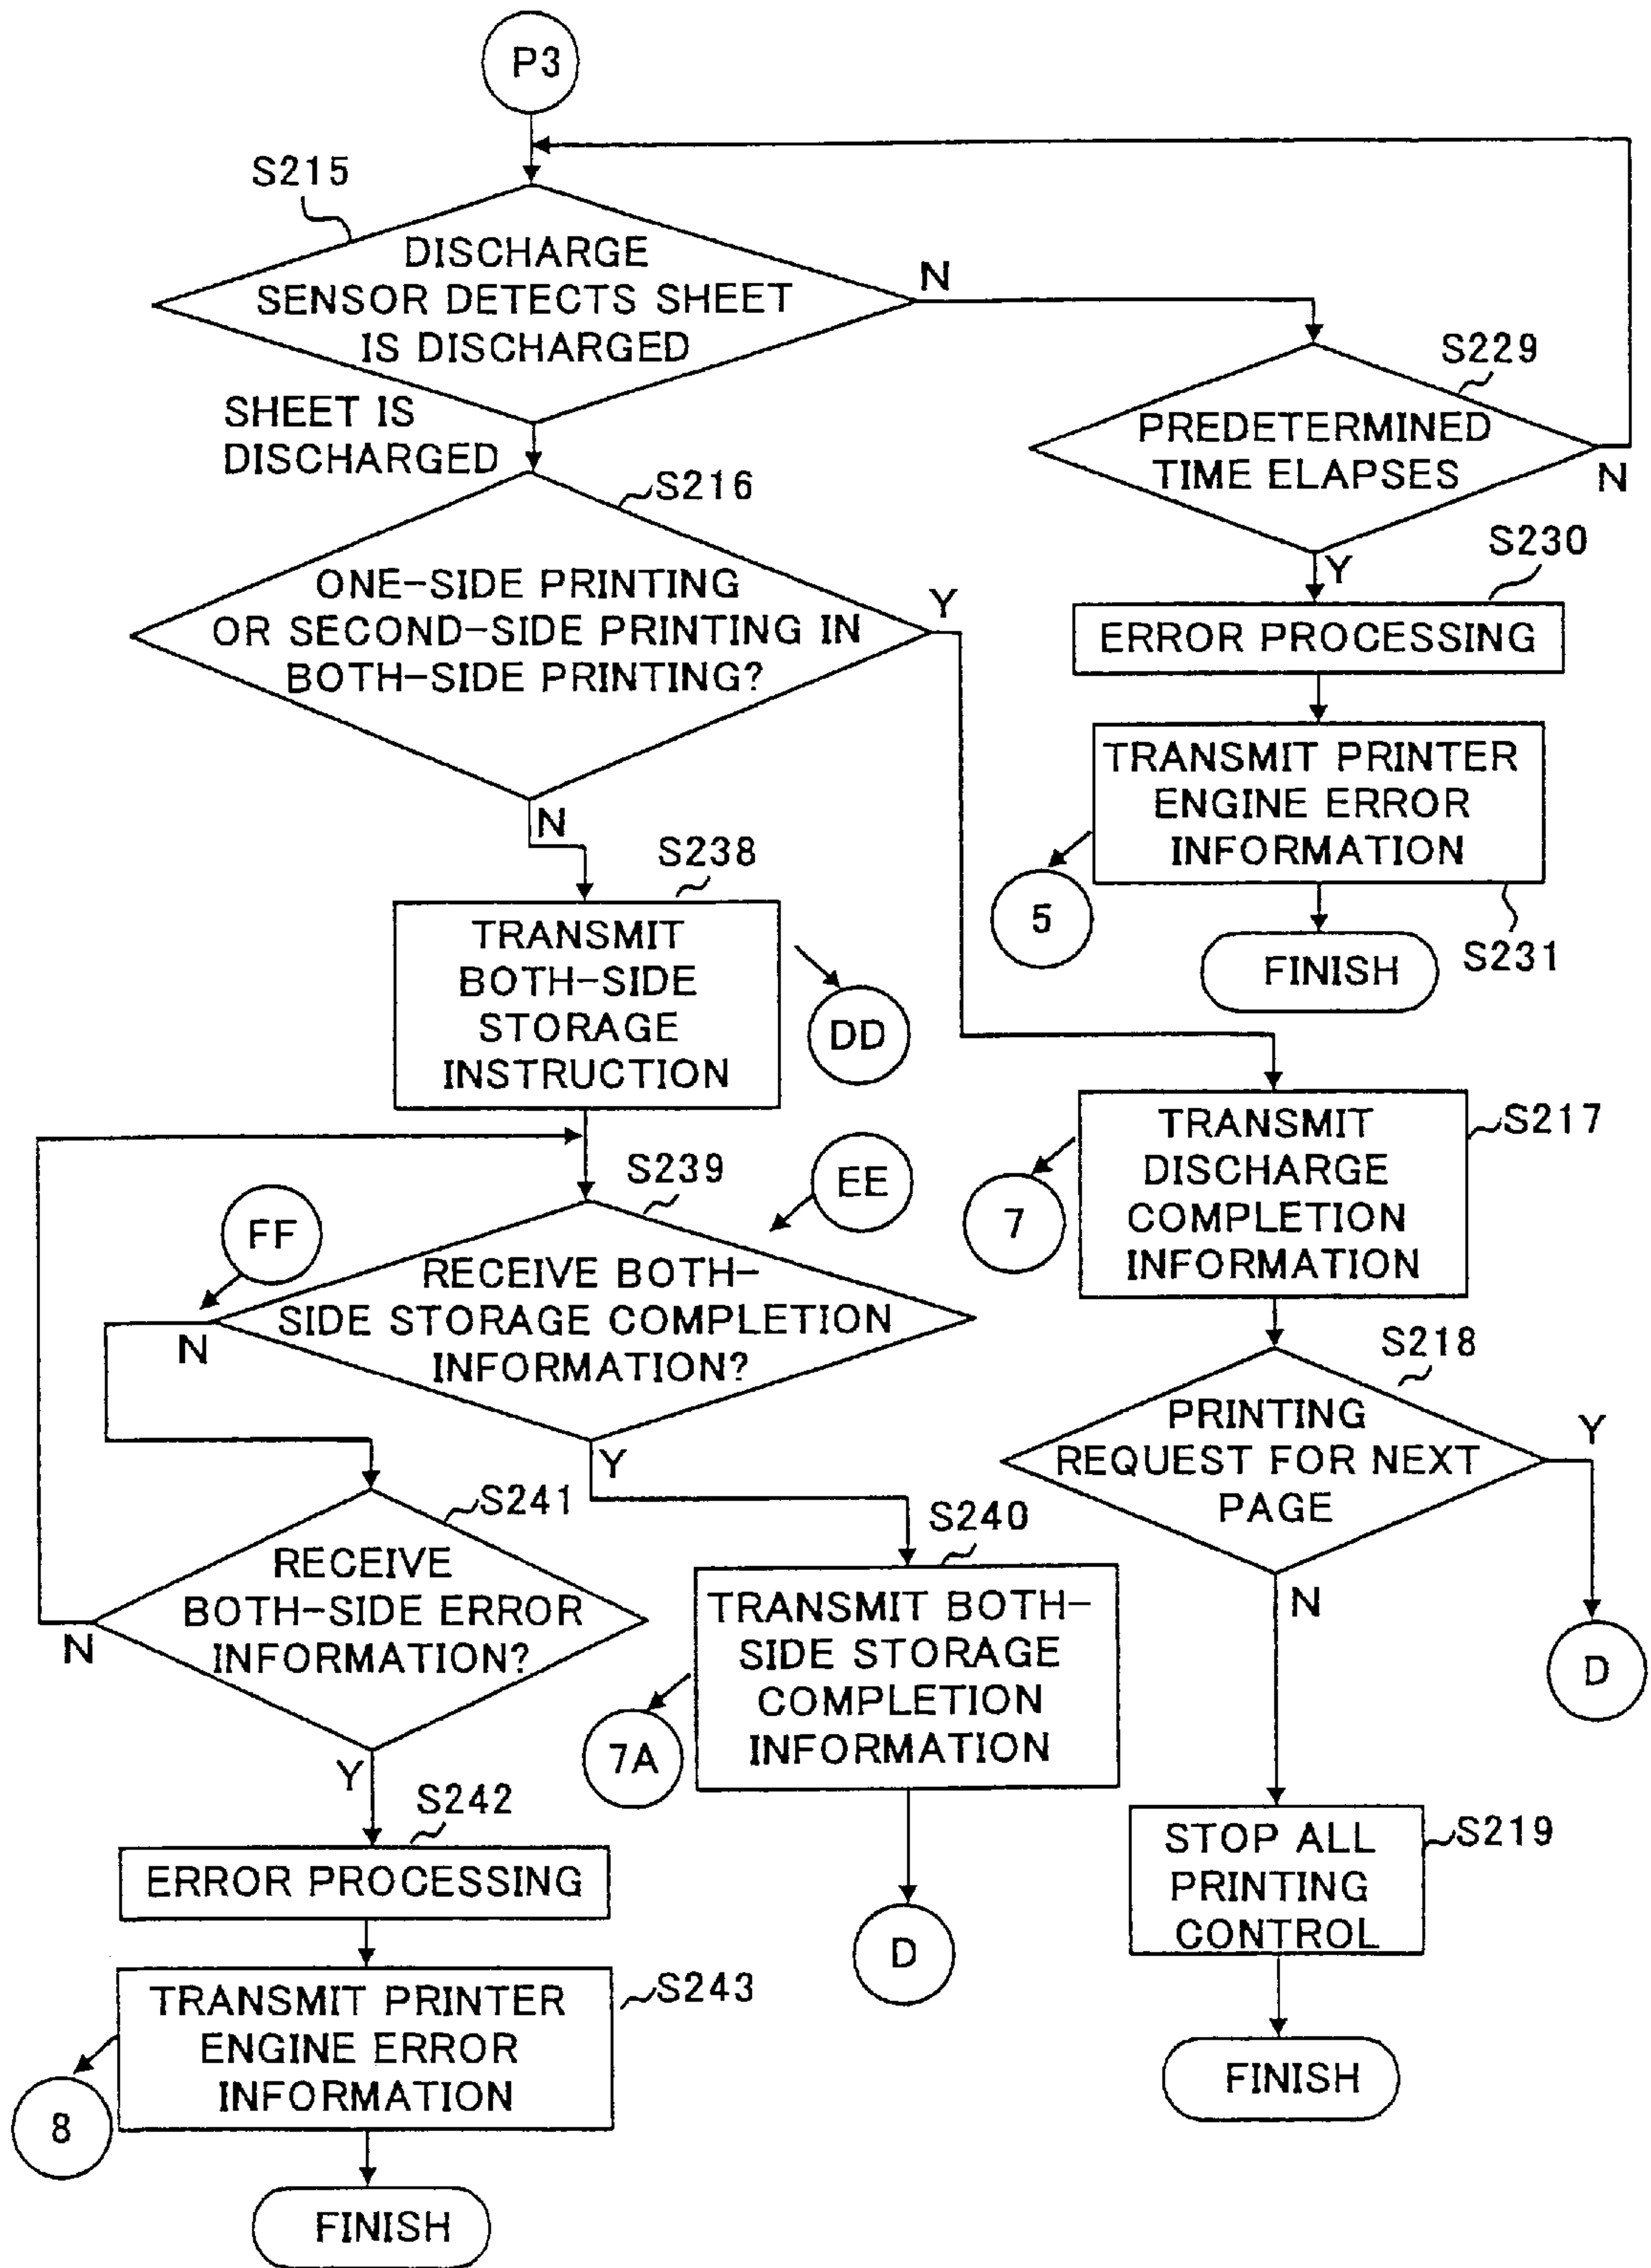 P3
S215
DISCHARGE
SENSOR DETECTS SHEET
IS DISCHARGED
N
SHEET IS
DISCHARGED
S229
PREDETERMINED
TIME ELAPSES
N
Y
S216
ONE-SIDE PRINTING
OR SECOND-SIDE PRINTING IN
BOTH-SIDE PRINTING?
Y
N
S230
ERROR PROCESSING
TRANSMIT PRINTER
ENGINE ERROR
INFORMATION
5
S231
FINISH
S238
TRANSMIT
BOTH-SIDE
STORAGE
INSTRUCTION
DD
S217
TRANSMIT
DISCHARGE
COMPLETION
INFORMATION
7
S239
EE
FF
RECEIVE BOTH-
SIDE STORAGE COMPLETION
INFORMATION?
N
Y
S218
PRINTING
REQUEST FOR NEXT
PAGE
Y
N
D
S241
RECEIVE
BOTH-SIDE ERROR
INFORMATION?
N
Y
S240
TRANSMIT BOTH-
SIDE STORAGE
COMPLETION
INFORMATION
7A
D
S219
STOP ALL
PRINTING
CONTROL
FINISH
S242
ERROR PROCESSING
S243
TRANSMIT PRINTER
ENGINE ERROR
INFORMATION
8
FINISH